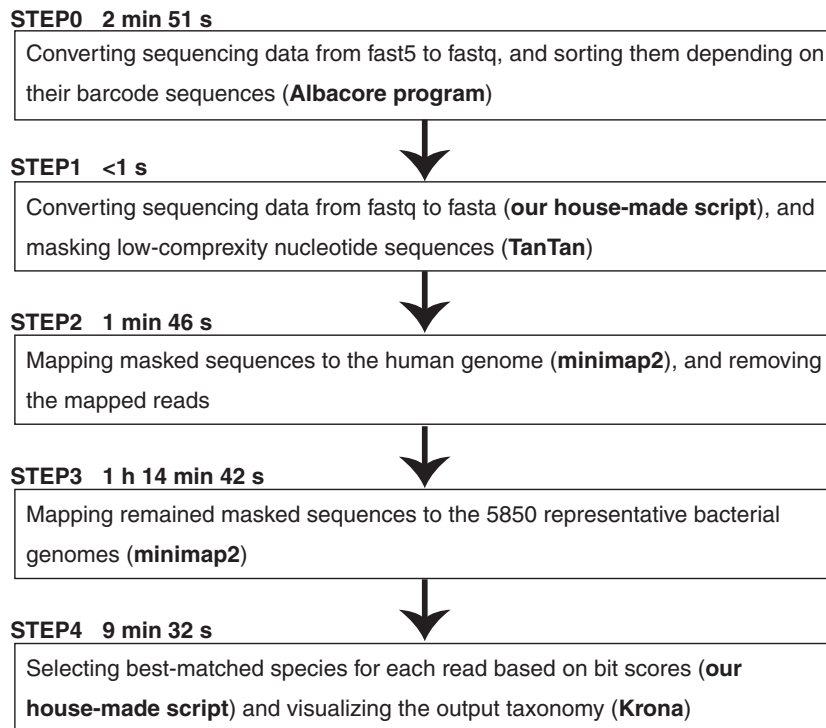 STEP0 2 min 51 s
Converting sequencing data from fast5 to fastq, and sorting them depending on
their barcode sequences (Albacore program)
STEP1 <1 s
Converting sequencing data from fastq to fasta (our house-made script), and
masking low-comprexity nucleotide sequences (TanTan)
STEP2 1 min 46 s
Mapping masked sequences to the human genome (minimap2), and removing
the mapped reads
STEP3 1 h 14 min 42 s
Mapping remained masked sequences to the 5850 representative bacterial
genomes (minimap2)
STEP4 9 min 32 s
Selecting best-matched species for each read based on bit scores (our
house-made script) and visualizing the output taxonomy (Krona)